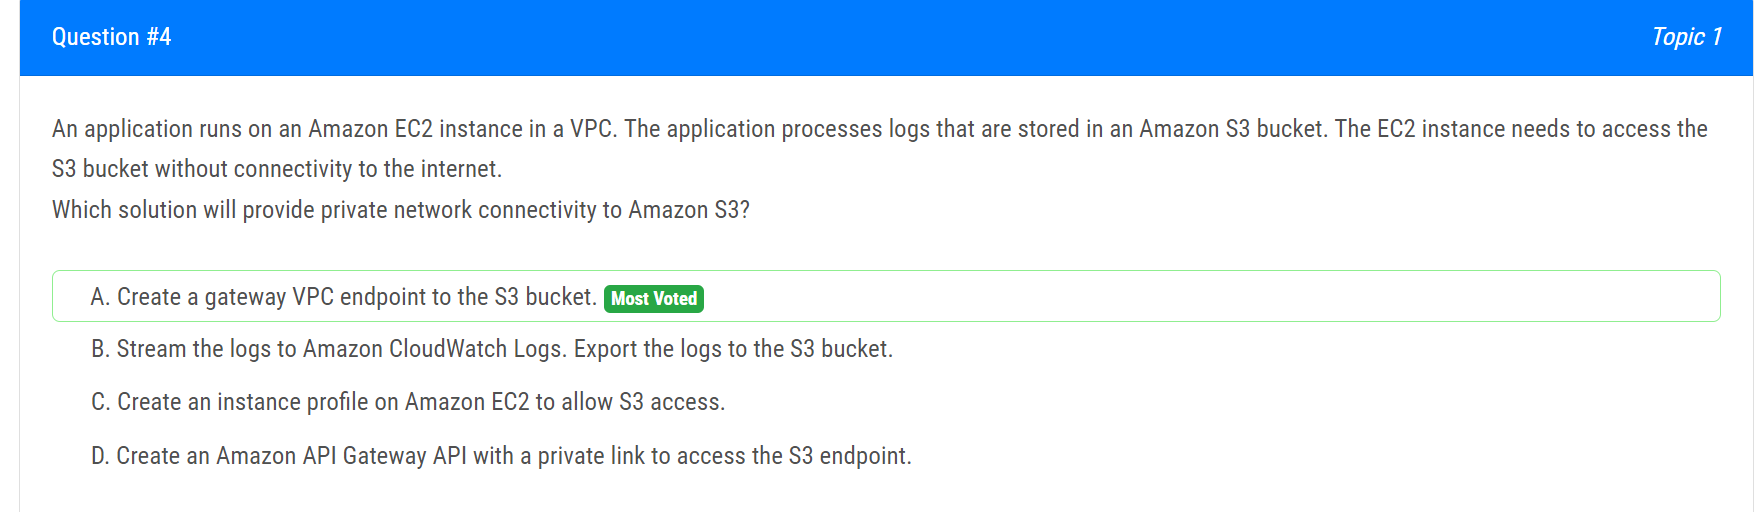 Question #4
Topic 1
An application runs on an Amazon EC2 instance in a VPC. The application processes logs that are stored in an Amazon S3 bucket. The EC2 instance needs to access the
S3 bucket without connectivity to the internet.
Which solution will provide private network connectivity to Amazon S3?
A. Create a gateway VPC endpoint to the S3 bucket. Most Voted
B. Stream the logs to Amazon CloudWatch Logs. Export the logs to the S3 bucket.
C. Create an instance profile on Amazon EC2 to allow S3 access.
D. Create an Amazon API Gateway API with a private link to access the S3 endpoint.